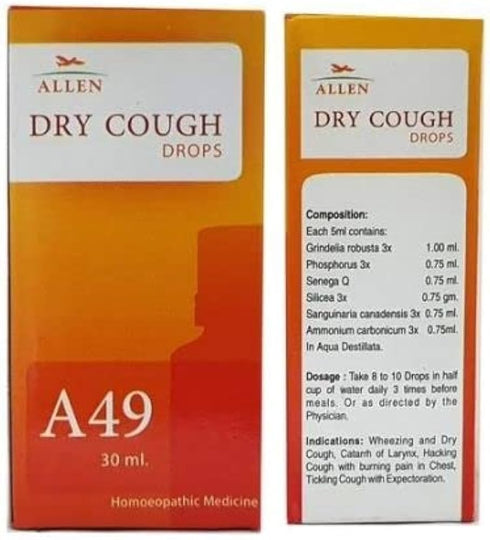 ALLEN
DRY COUGH
DROPS
A49
30 ml.
Homoeopathic Medicine
ALLEN
DRY COUGH
DROPS
Composition:
Each 5ml contains:
Grindelia robusta 3x 1.00 ml.
Phosphorus 3x 0.75 ml.
Senega Q 0.75 ml.
Silicea 3x 0.75 gm.
Sanguinaria canadensis 3x 0.75 ml.
Ammonium carbonicum 3x 0.75ml.
In Aqua Destillata.
Dosage : Take 8 to 10 Drops in half
cup of water daily 3 times before
meals. Or as directed by the
Physician.
Indications: Wheezing and Dry
Cough, Catarrh of Larynx, Hacking
Cough with burning pain in Chest,
Tickling Cough with Expectoration.